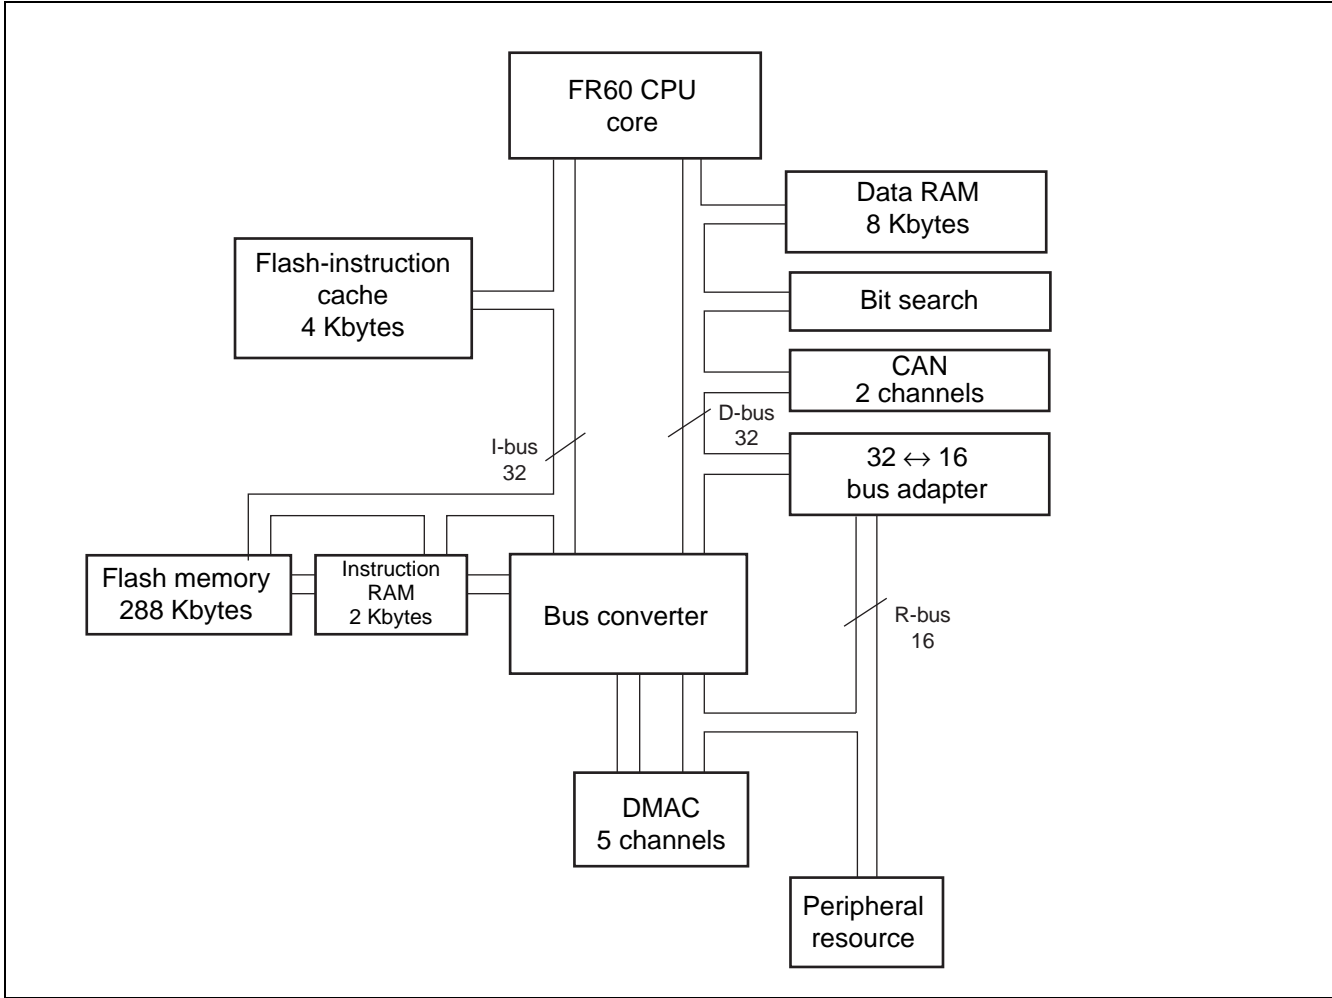 FR60 CPU
core
Data RAM
8 Kbytes
Flash-instruction
cache
4 Kbytes
Bit search
CAN
2 channels
D-bus
32
I-bus
32
32 ↔ 16
bus adapter
Flash memory
288 Kbytes
Instruction
RAM
2 Kbytes
Bus converter
R-bus
16
DMAC
5 channels
Peripheral
resource